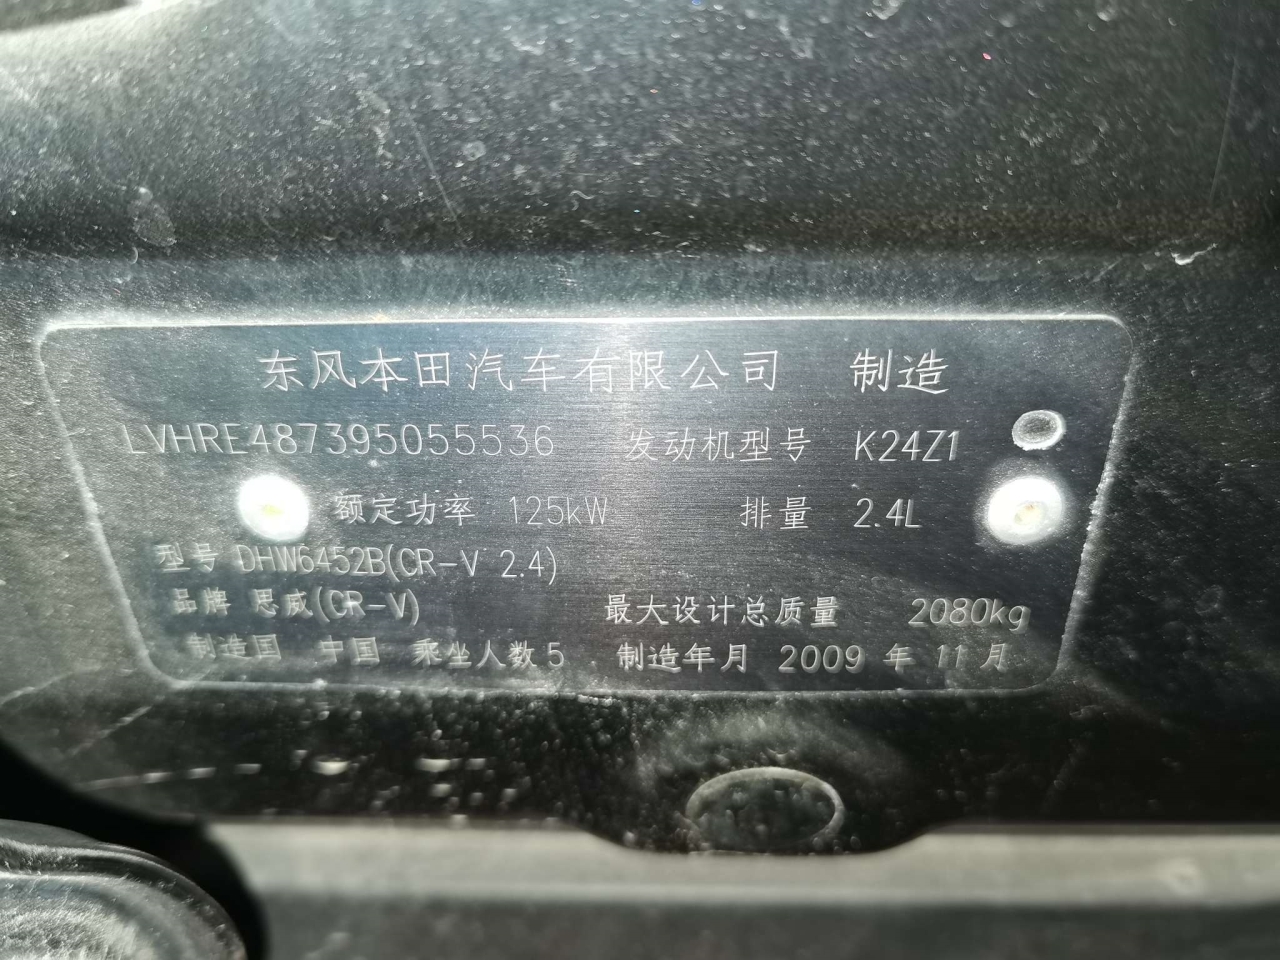 东风本田汽车有限公司 制造
LVHRE487395055536 发动机型号 K24Z1
额定功率 125kW 排量 2.4L
型号 DHW6452B(CR-V 2.4)
品牌 思威(CR-V) 最大设计总质量 2080kg
制造国 中国 乘坐人数5 制造年月 2009 年 11 月